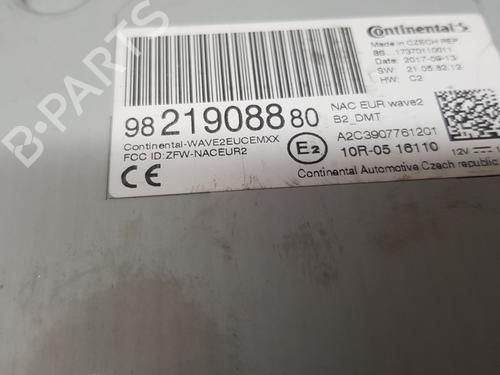 Continental
Made in CZECH REP
Date: 2017-09-13
SW: 21.05.82.12
HW: C2
98 219088 80
NAC EUR wave2
B2_DMT
Continental-WAVE2EUCEMXX
FCC ID:ZFW-NACEUR2
A2C3907761201
CE
E2
10R-05 16110
12V
Continental Automotive Czech republic
B-PARTS